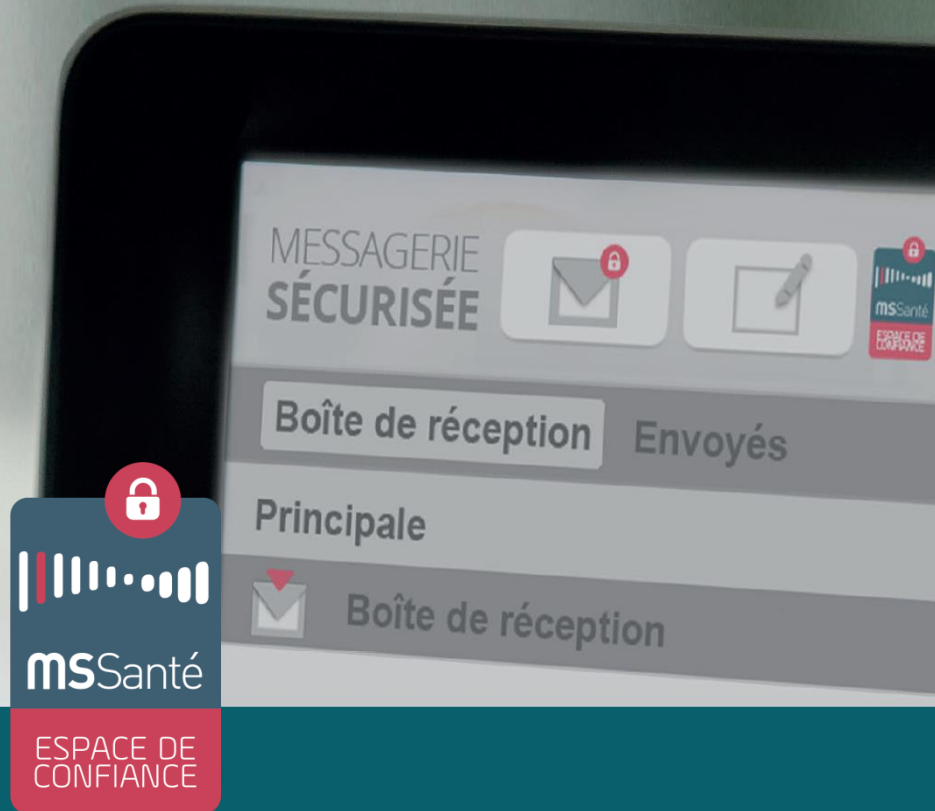 MESSAGERIE
SÉCURISÉE
msSanté
ESPACE DE
CONFIANCE
Boîte de réception Envoyés
Principale
Boîte de réception
msSanté
ESPACE DE
CONFIANCE